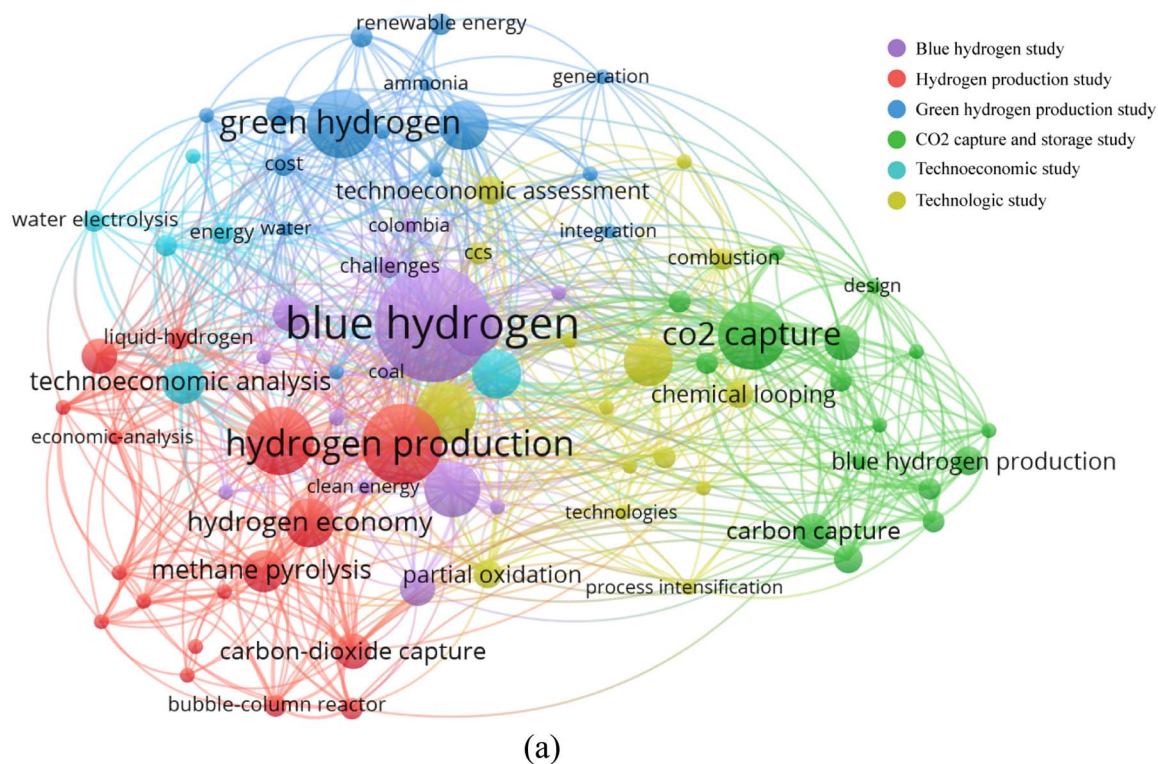 renewable energy
ammonia
generation
green hydrogen
cost
technoeconomic assessment
water electrolysis
energy
water
colombia
integration
ccs
challenges
combustion
design
blue hydrogen
co2 capture
liquid-hydrogen
coal
technoeconomic analysis
chemical looping
economic-analysis
hydrogen production
blue hydrogen production
clean energy
hydrogen economy
technologies
carbon capture
methane pyrolysis
partial oxidation
process intensification
carbon-dioxide capture
bubble-column reactor
Blue hydrogen study
Hydrogen production study
Green hydrogen production study
CO2 capture and storage study
Technoeconomic study
Technologic study
(a)